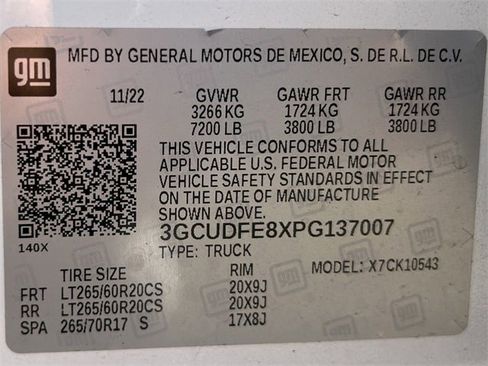 gm MFD BY GENERAL MOTORS DE MEXICO, S. DE R.L. DE C.V.
11/22 GVWR GAWR FRT GAWR RR
3266 KG 1724 KG 1724 KG
7200 LB 3800 LB 3800 LB
THIS VEHICLE CONFORMS TO ALL
APPLICABLE U.S. FEDERAL MOTOR
VEHICLE SAFETY STANDARDS IN EFFECT
ON THE DATE OF MANUFACTURE
SHOWN ABOVE.
3GCUDFE8XPG137007
140X TYPE: TRUCK
TIRE SIZE RIM MODEL: X7CK10543
FRT LT265/60R20CS 20X9J
RR LT265/60R20CS 20X9J
SPA 265/70R17 S 17X8J